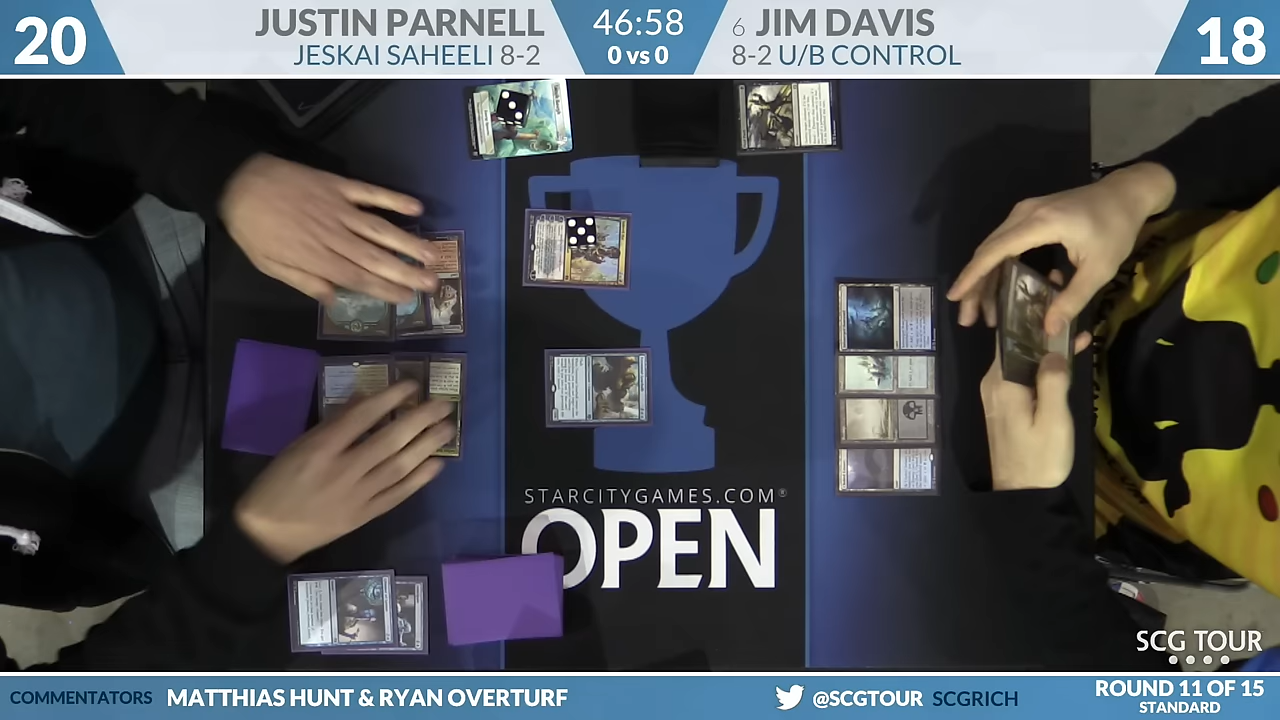 20
JUSTIN PARNELL
JESKAI SAHEELI 8-2
46:58
0 vs 0
6 JIM DAVIS
8-2 U/B CONTROL
18
STARCITYGAMES.COM®
OPEN
SCG TOUR
COMMENTATORS MATTHIAS HUNT & RYAN OVERTURF
@SCGTOUR SCGRICH
ROUND 11 OF 15
STANDARD